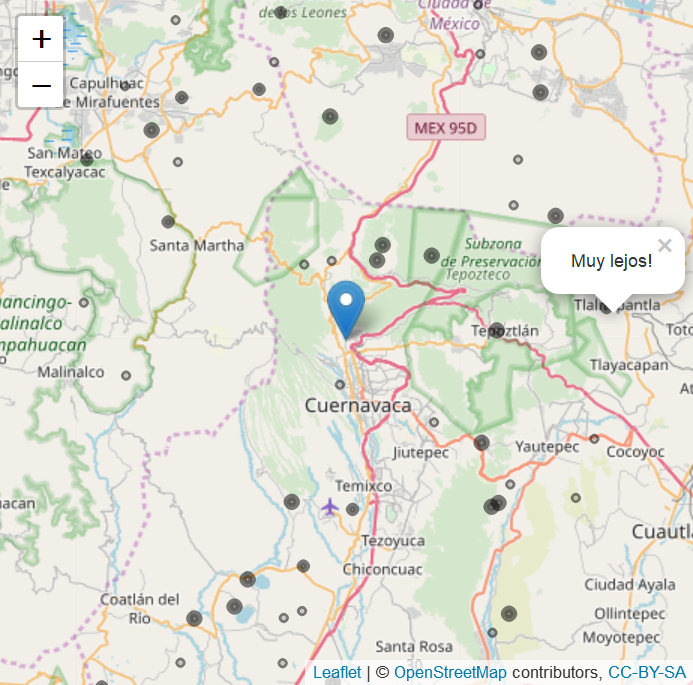 +
de los Leones
Ciudad de
México
−
Capulhuac
de Mirafuentes
MEX 95D
San Mateo
Texcalyacac
Santa Martha
Subzona
de Preservación
Tepozteco
Muy lejos!
×
Tlalnepantla
Tepoztlán
Tlayacapan
Malinalco
Cuernavaca
Jiutepec
Yautepec
Cocoyoc
Temixco
Tezoyuca
Chiconcuac
Coatlán del
Río
Ciudad Ayala
Ollintepec
Moyotepec
Santa Rosa
Leaflet | © OpenStreetMap contributors, CC-BY-SA